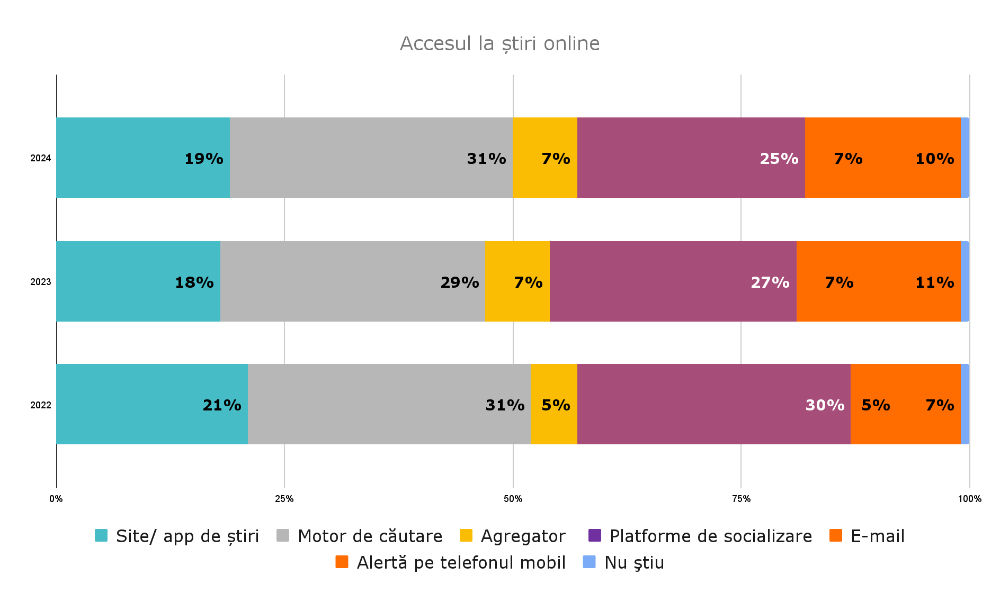 Accesul la știri online
2024
19% 31% 7% 25% 7% 10%
2023
18% 29% 7% 27% 7% 11%
2022
21% 31% 5% 30% 5% 7%
0% 25% 50% 75% 100%
Site/ app de știri Motor de căutare Agregator Platforme de socializare E-mail
Alertă pe telefonul mobil Nu ştiu